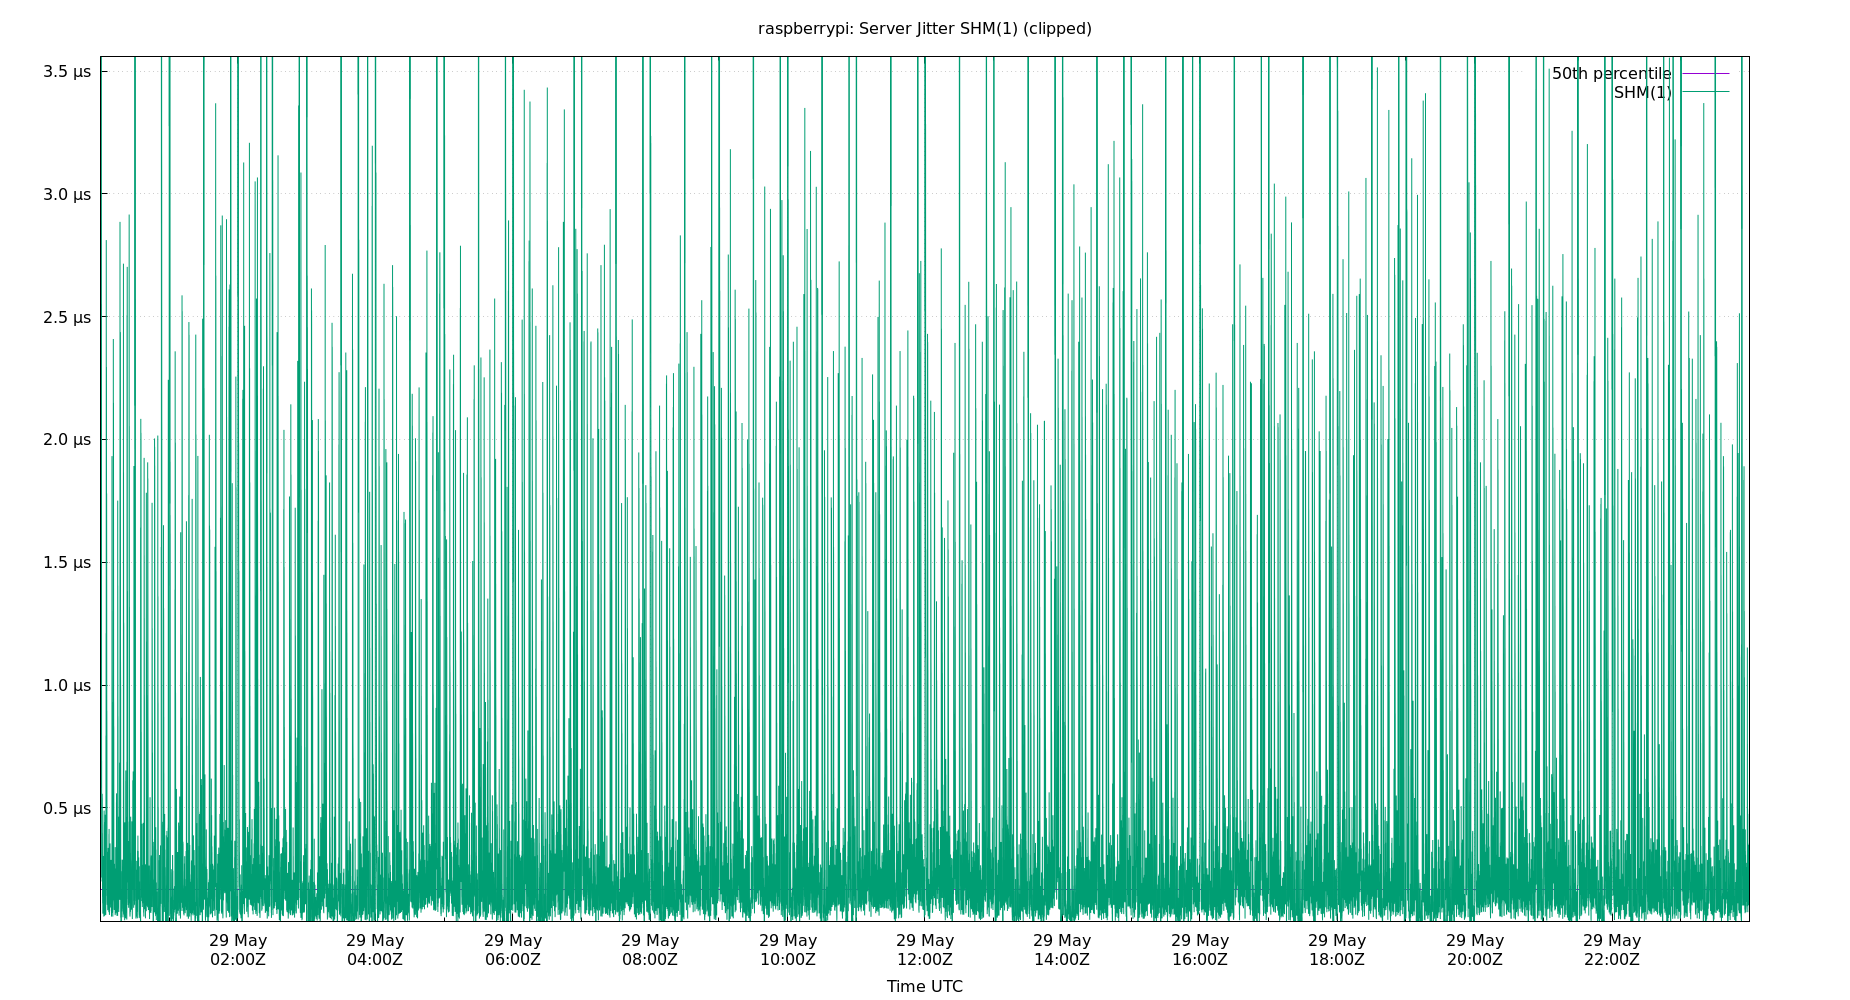 raspberrypi: Server Jitter SHM(1) (clipped)
3.5 µs
3.0 µs
2.5 µs
2.0 µs
1.5 µs
1.0 µs
0.5 µs
50th percentile
SHM(1)
29 May 29 May 29 May 29 May 29 May 29 May 29 May 29 May 29 May 29 May 29 May
02:00Z 04:00Z 06:00Z 08:00Z 10:00Z 12:00Z 14:00Z 16:00Z 18:00Z 20:00Z 22:00Z
Time UTC